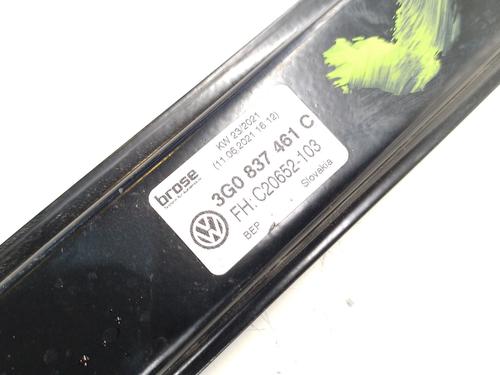 brose
KW 23/2021
(11.06.2021 16:12)
3G0 837 461 C
FH: C20652-103
BEP
Slovakia